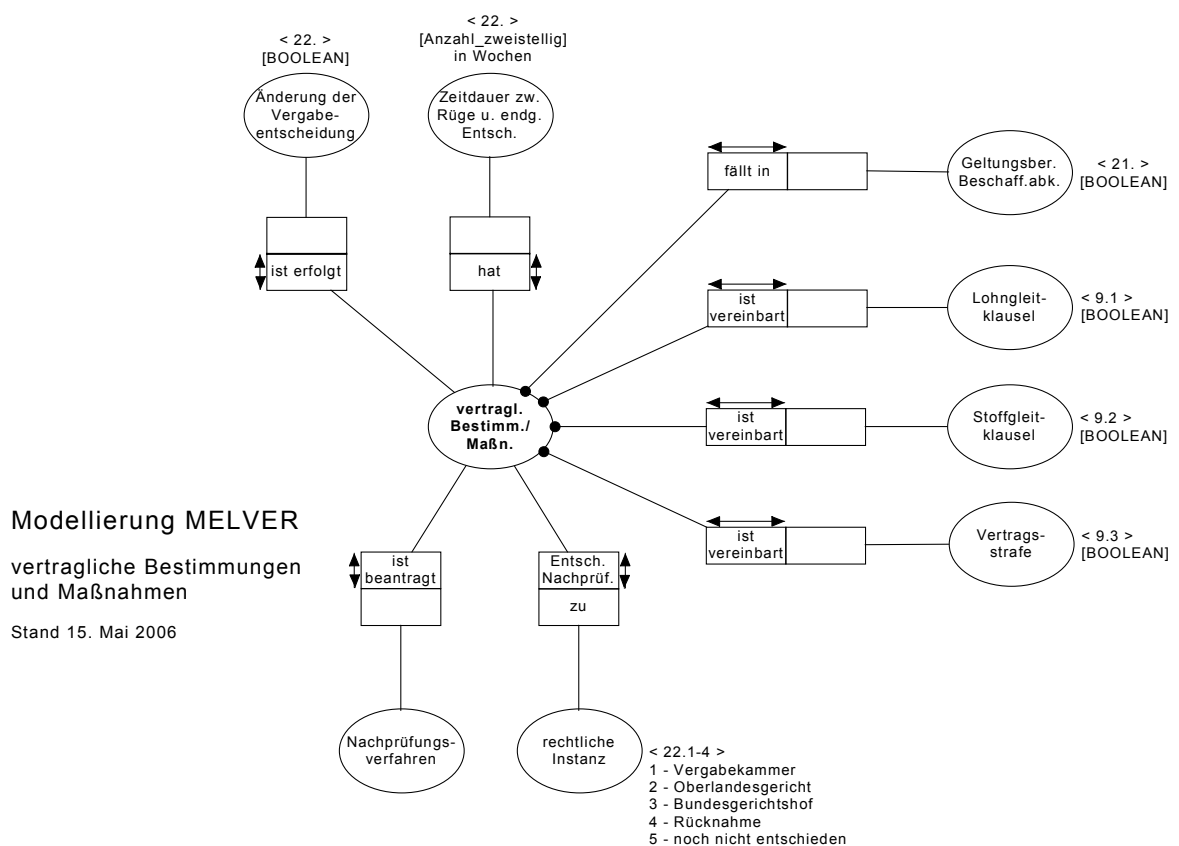 < 22. >
[BOOLEAN]
Änderung der
Vergabe-
entscheidung
ist erfolgt
< 22. >
[Anzahl_zweistellig]
in Wochen
Zeitdauer zw.
Rüge u. endg.
Entsch.
hat
fällt in
Geltungsber.
Beschaff.abk.
< 21. >
[BOOLEAN]
ist
vereinbart
Lohngleit-
klausel
< 9.1 >
[BOOLEAN]
vertragl.
Bestimm./
Maßn.
ist
vereinbart
Stoffgleit-
klausel
< 9.2 >
[BOOLEAN]
ist
vereinbart
Vertrags-
strafe
< 9.3 >
[BOOLEAN]
Modellierung MELVER
vertragliche Bestimmungen
und Maßnahmen
Stand 15. Mai 2006
ist
beantragt
Nachprüfungs-
verfahren
Entsch.
Nachprüf.
zu
rechtliche
Instanz
< 22.1-4 >
1 - Vergabekammer
2 - Oberlandesgericht
3 - Bundesgerichtshof
4 - Rücknahme
5 - noch nicht entschieden